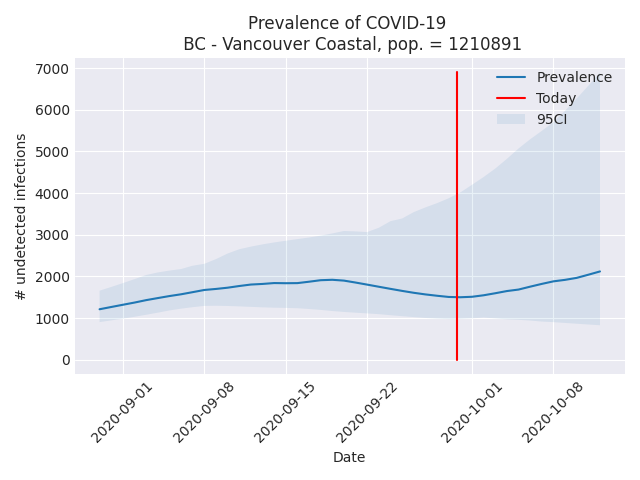 Prevalence of COVID-19
BC - Vancouver Coastal, pop. = 1210891
# undetected infections
7000
6000
5000
4000
3000
2000
1000
0
Prevalence
Today
95CI
2020-09-01
2020-09-08
2020-09-15
2020-09-22
2020-10-01
2020-10-08
Date